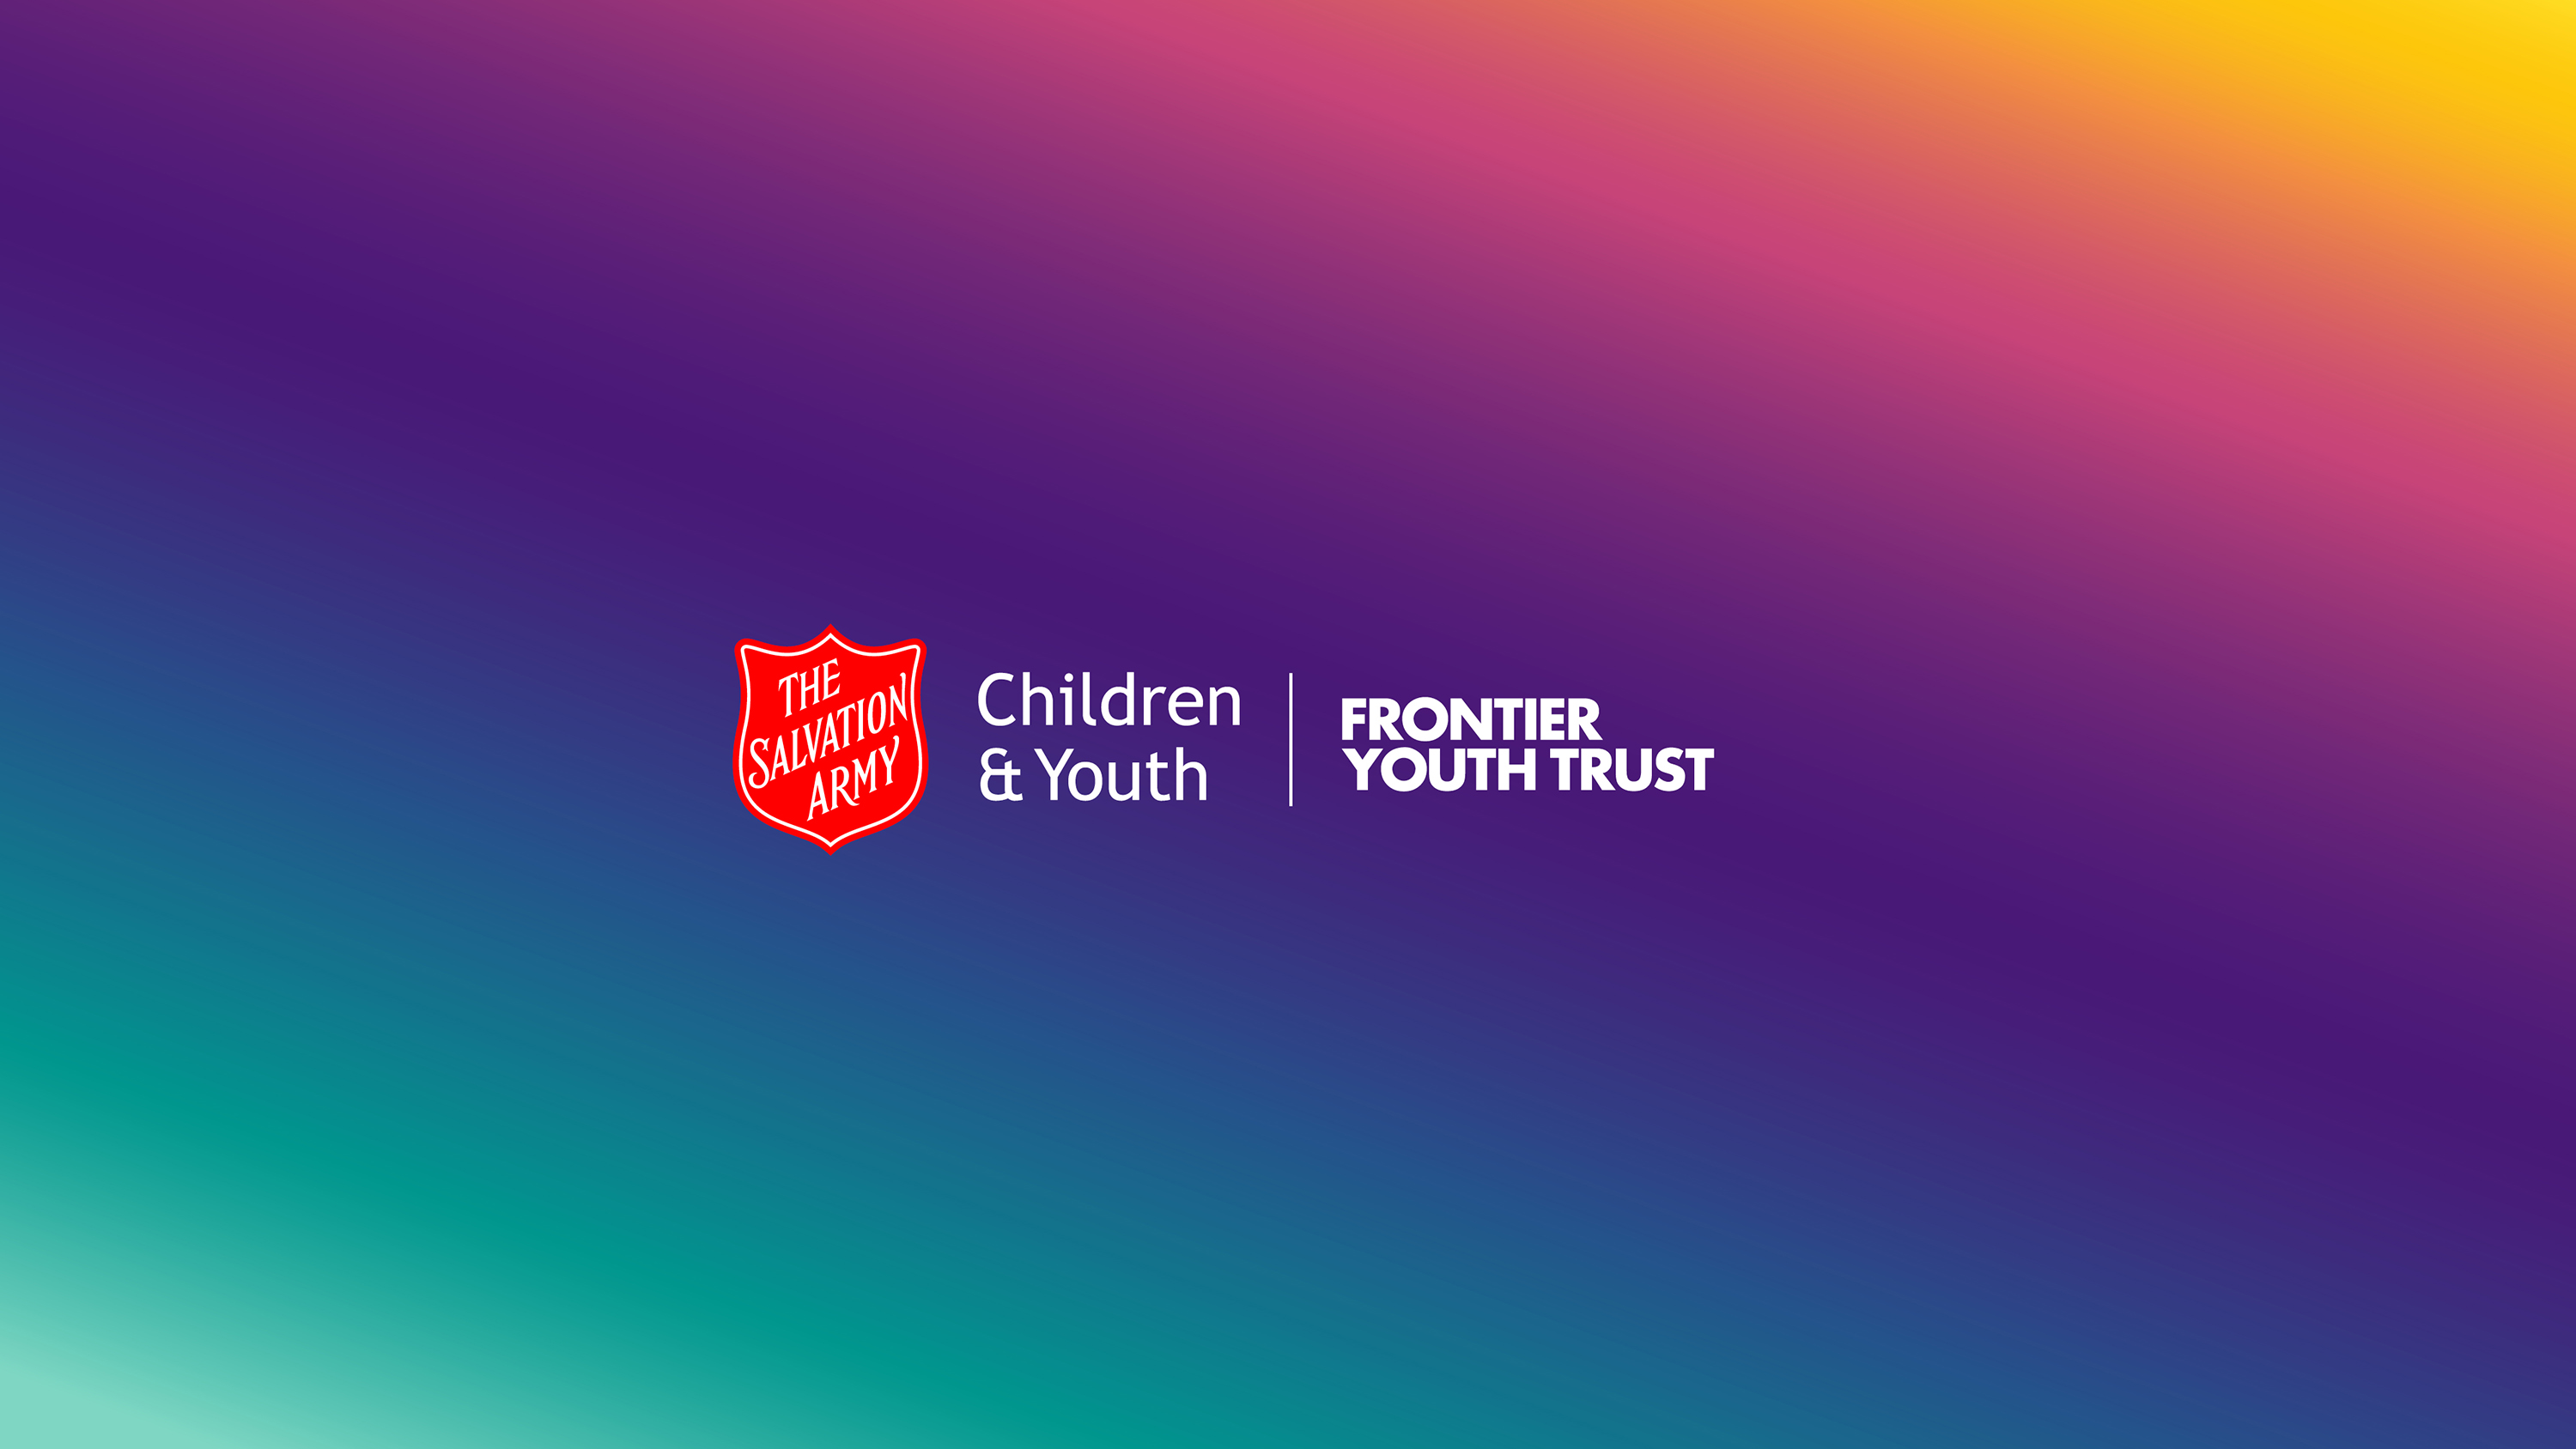 THE
SALVATION
ARMY
Children
& Youth
FRONTIER
YOUTH TRUST